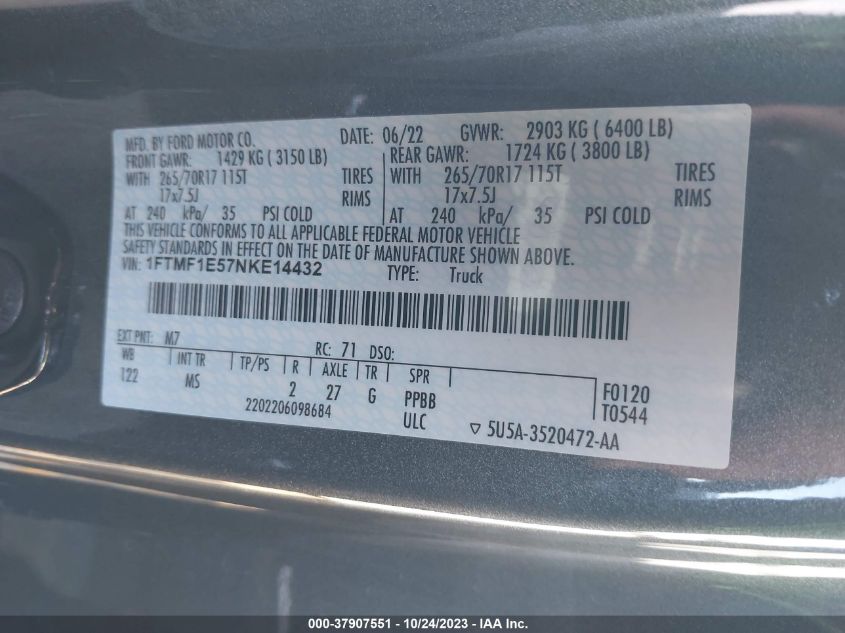 MFD. BY FORD MOTOR CO. DATE: 06/22 GVWR: 2903 KG ( 6400 LB)
FRONT GAWR: 1429 KG ( 3150 LB) REAR GAWR: 1724 KG ( 3800 LB)
WITH 265/70R17 115T TIRES WITH 265/70R17 115T TIRES
17x7.5J RIMS 17x7.5J RIMS
AT 240 kPa/ 35 PSI COLD AT 240 kPa/ 35 PSI COLD
THIS VEHICLE CONFORMS TO ALL APPLICABLE FEDERAL MOTOR VEHICLE
SAFETY STANDARDS IN EFFECT ON THE DATE OF MANUFACTURE SHOWN ABOVE.
VIN: 1FTMF1E57NKE14432 TYPE: Truck
EXT PNT: M7 RC: 71 DSO:
WB INT TR TP/PS R AXLE TR SPR
122 MS 2 27 G PPBB F0120
2202206098684 ULC T0544
▽ 5U5A-3520472-AA
000-37907551 - 10/24/2023 - IAA Inc.